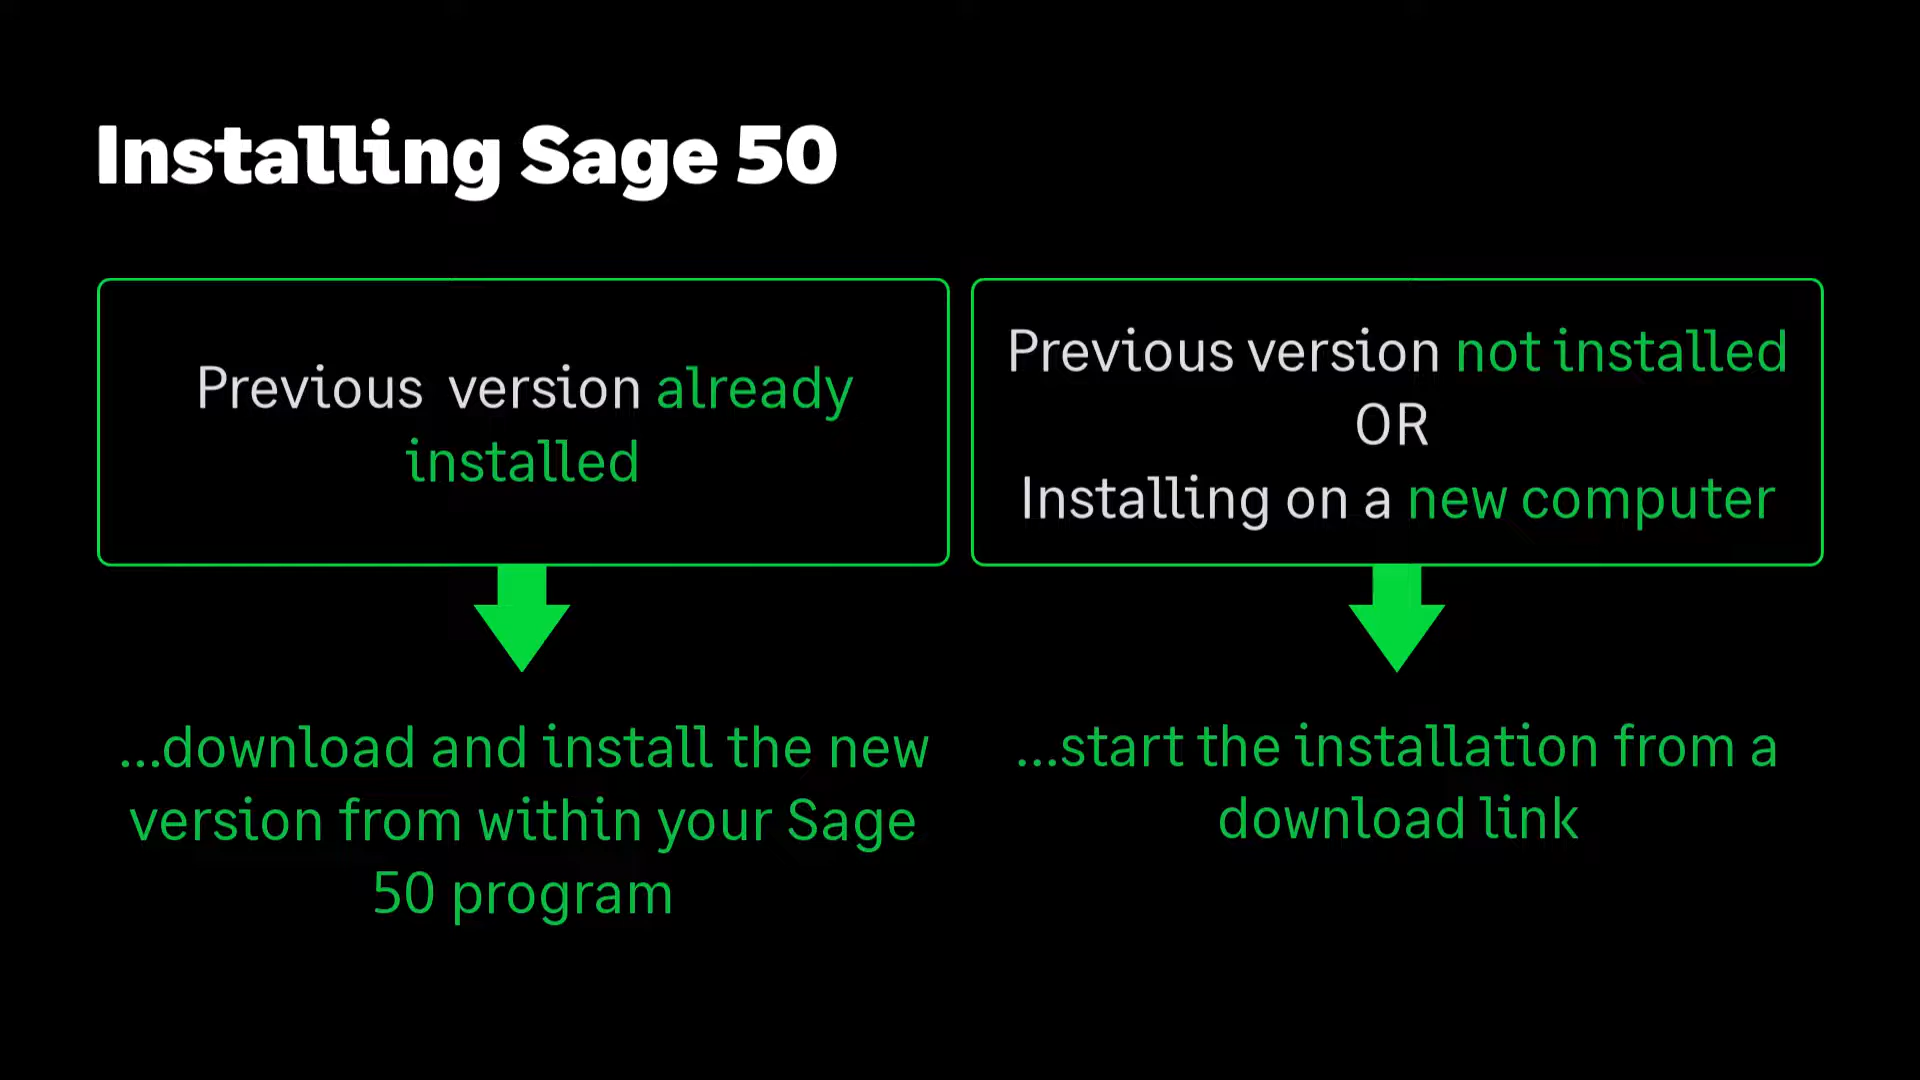 Installing Sage 50
Previous  version already
installed
Previous version not installed
OR
Installing on a new computer
...download and install the new
version from within your Sage
50 program
...start the installation from a
download link